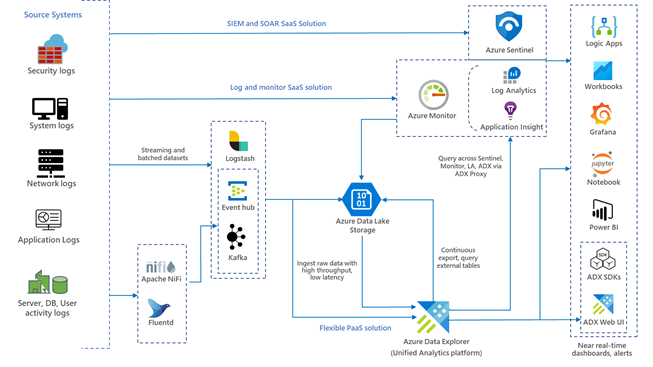 Source Systems
Security logs
System logs
Network logs
Application Logs
Server, DB, User
activity logs
SIEM and SOAR SaaS Solution
Log and monitor SaaS solution
Streaming and
batched datasets
nifi
Apache NiFi
Fluentd
Logstash
Event hub
Kafka
10
01
Azure Data Lake
Storage
Ingest raw data with
high throughput,
low latency
Flexible PaaS solution
Continuous
export, query
external tables
Azure Data Explorer
(Unified Analytics platform)
Azure Sentinel
Azure Monitor
Log Analytics
Application Insight
Query across Sentinel,
Monitor, LA, ADX via
ADX Proxy
Logic Apps
Workbooks
Grafana
jupyter
Notebook
Power BI
SDK
ADX SDKs
ADX Web UI
Near real-time
dashboards, alerts